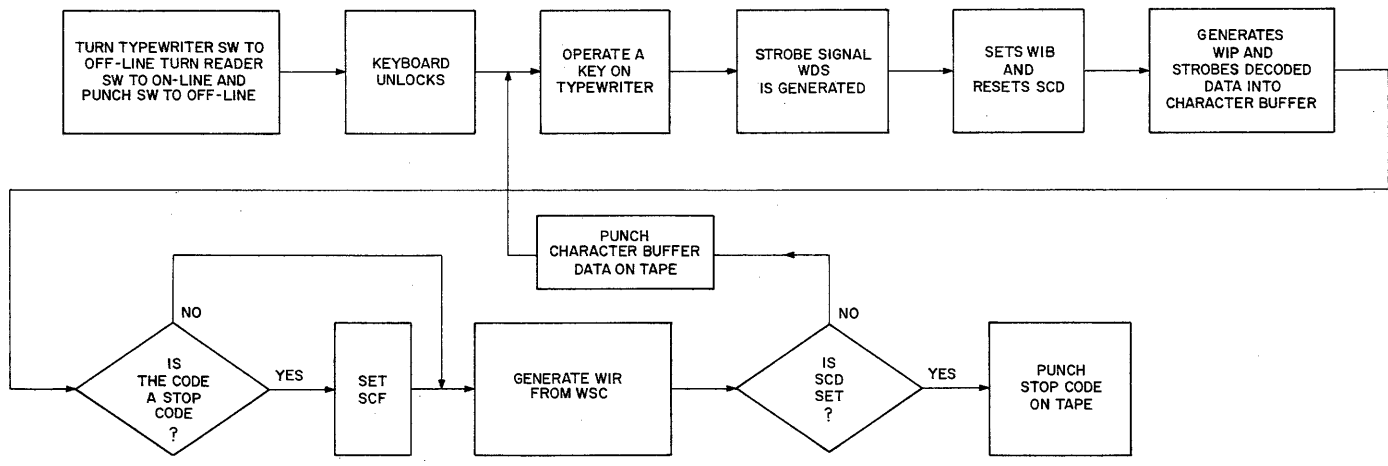 TURN TYPEWRITER SW TO
OFF-LINE TURN READER
SW TO ON-LINE AND
PUNCH SW TO OFF-LINE
KEYBOARD
UNLOCKS
OPERATE A
KEY ON
TYPEWRITER
STROBE SIGNAL
WDS
IS GENERATED
SETS WIB
AND
RESETS SCD
GENERATES
WIP AND
STROBES DECODED
DATA INTO
CHARACTER BUFFER
PUNCH
CHARACTER BUFFER
DATA ON TAPE
IS
THE CODE
A STOP
CODE
?
NO
YES
SET
SCF
GENERATE WIR
FROM WSC
IS
SCD
SET
?
NO
YES
PUNCH
STOP CODE
ON TAPE